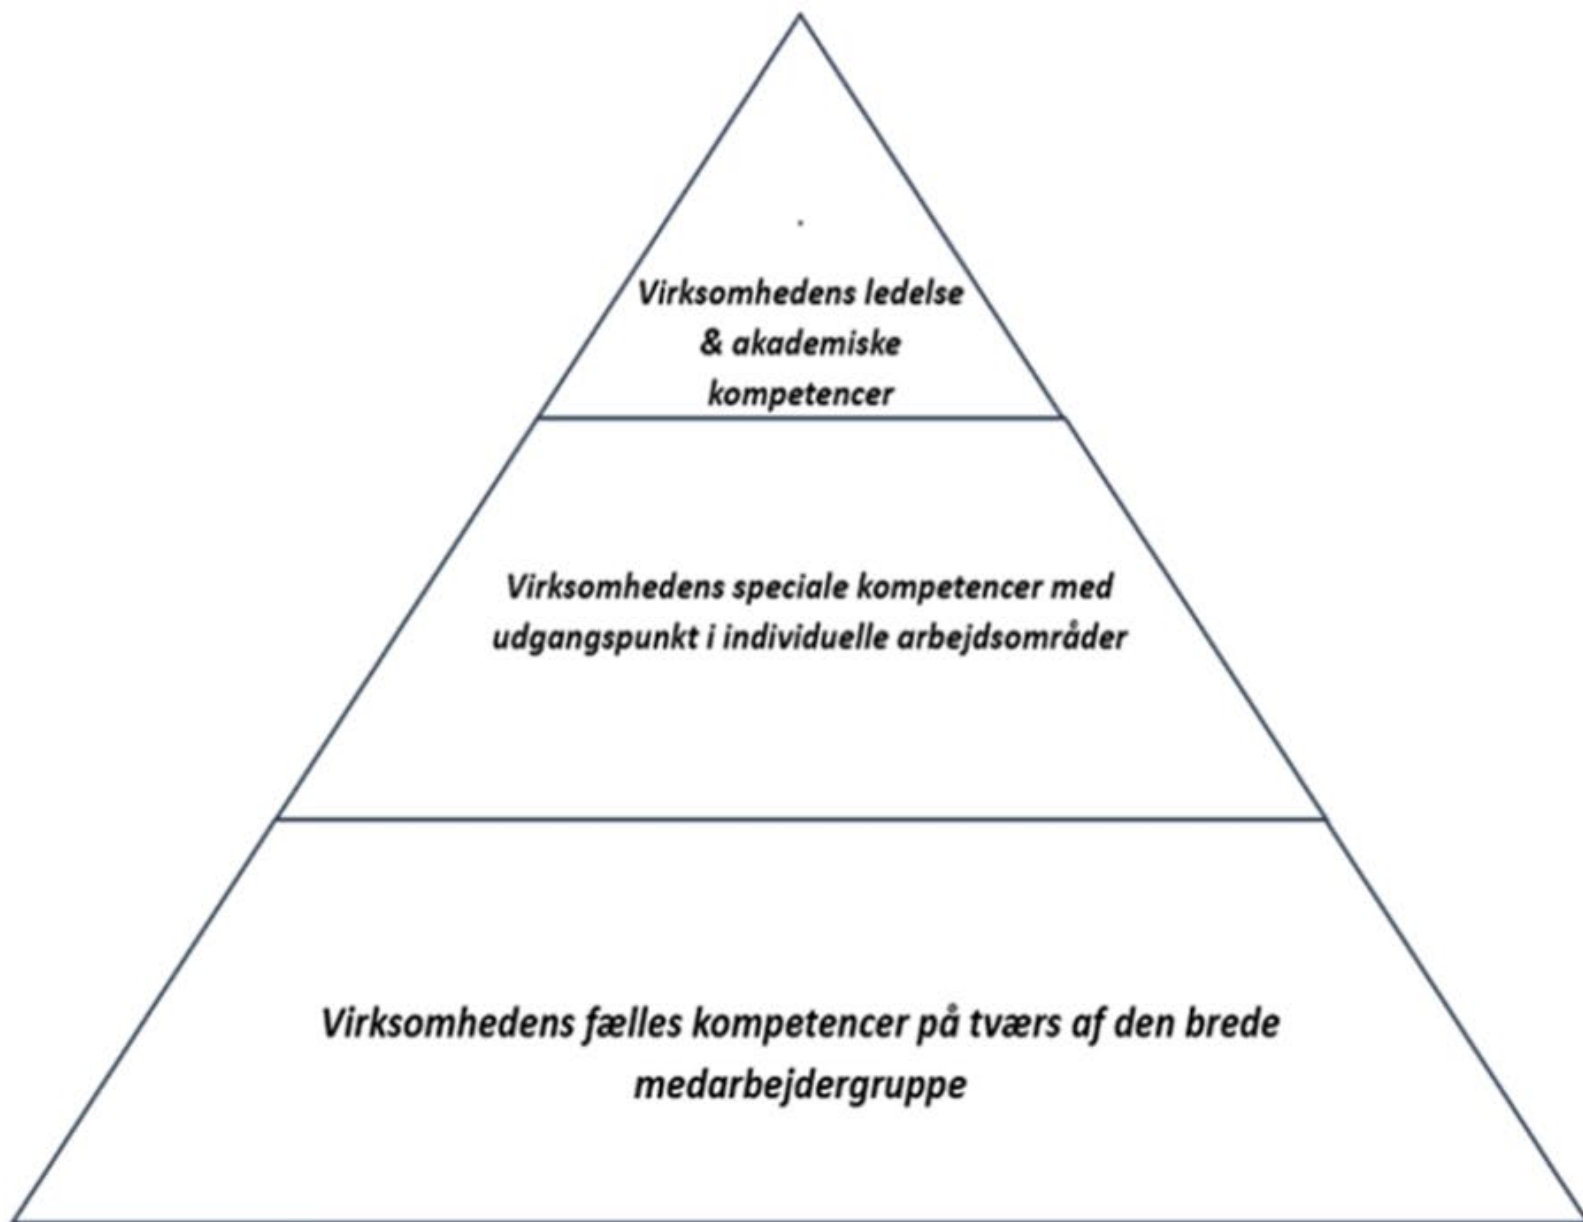 .
Virksomhedens ledelse
& akademiske
kompetencer
Virksomhedens speciale kompetencer med
udgangspunkt i individuelle arbejdsområder
Virksomhedens fælles kompetencer på tværs af den brede
medarbejdergruppe